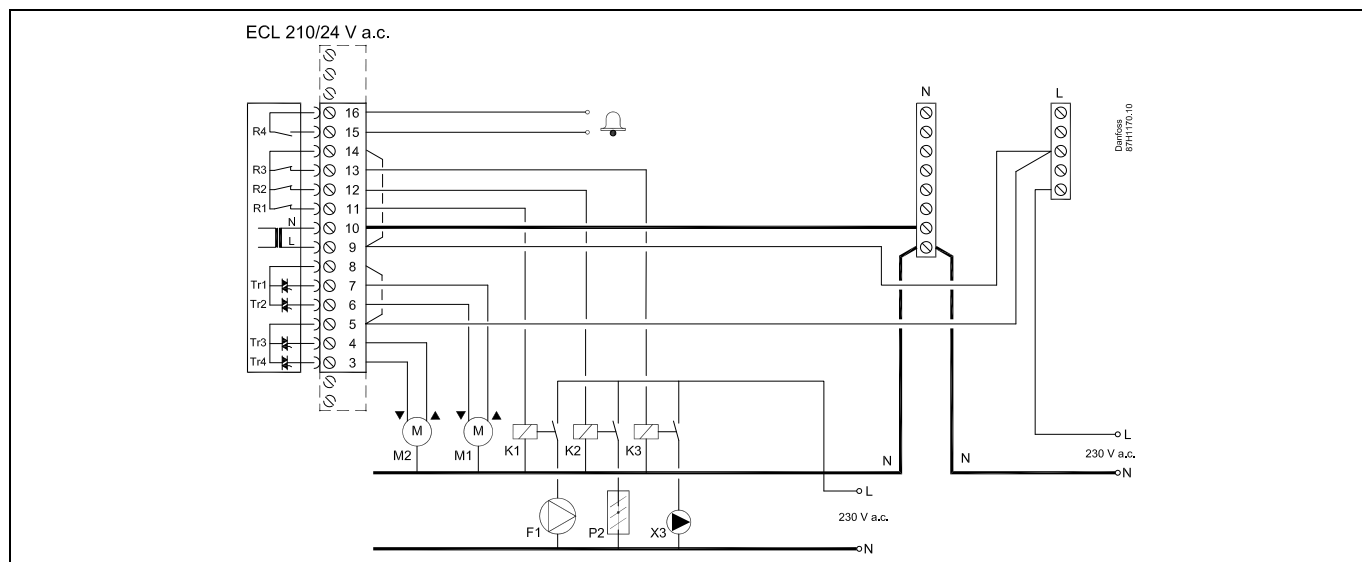 ECL 210/24 V a.c.
N
L
Danfoss
87H1170.10
16
R4
15
14
R3
13
R2
12
R1
11
N
10
L
9
8
Tr1
7
Tr2
6
5
Tr3
4
Tr4
3
M
M
M2
M1
K1
K2
K3
L
230 V a.c.
N
N
N
L
230 V a.c.
F1
P2
X3
N